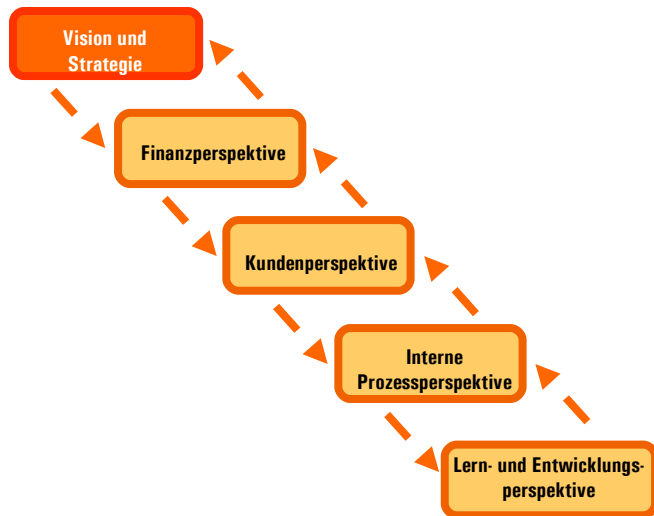 Vision und
Strategie
Finanzperspektive
Kundenperspektive
Interne
Prozessperspektive
Lern- und Entwicklungs-
perspektive